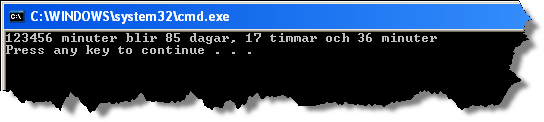 C:\WINDOWS\system32\cmd.exe
123456 minuter blir 85 dagar, 17 timmar och 36 minuter
Press any key to continue . . .